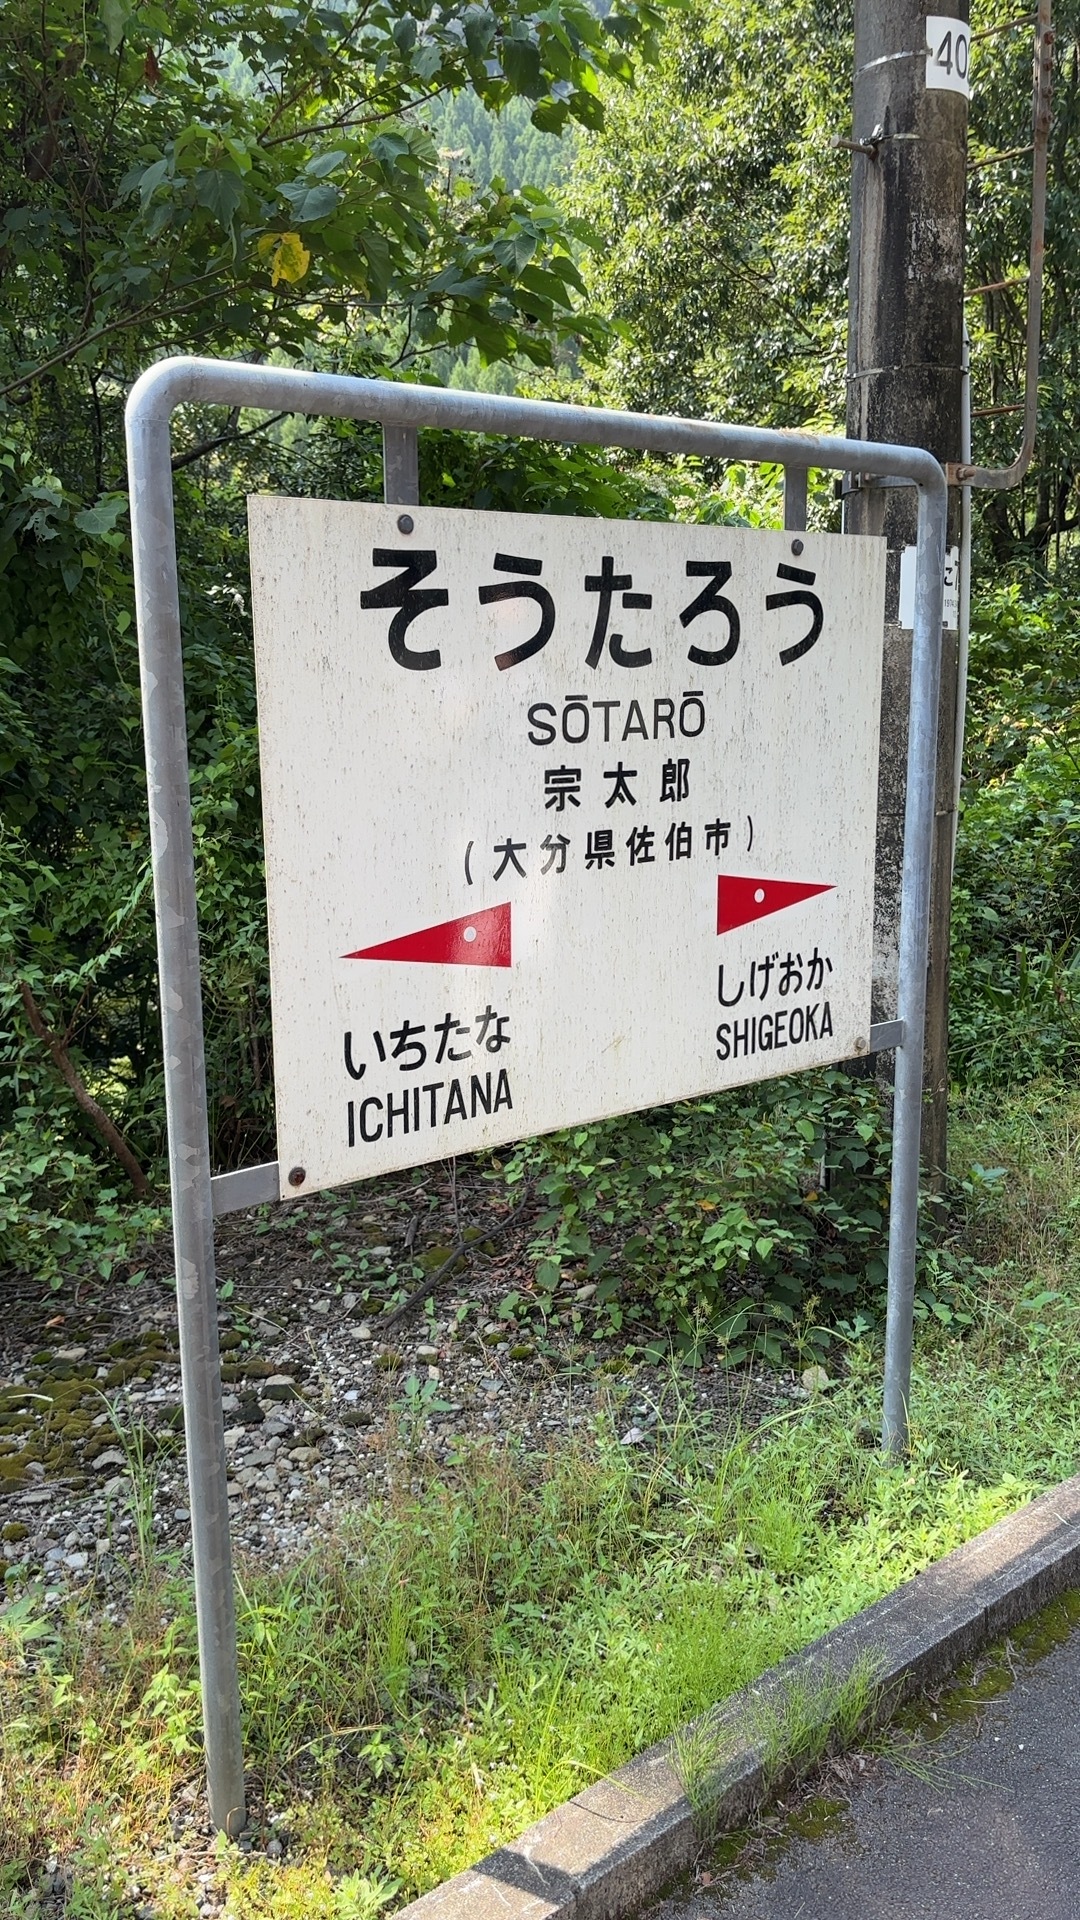 40
そうたろう
SŌTARŌ
宗太郎
(大分県佐伯市)
いちたな
ICHITANA
しげおか
SHIGEOKA